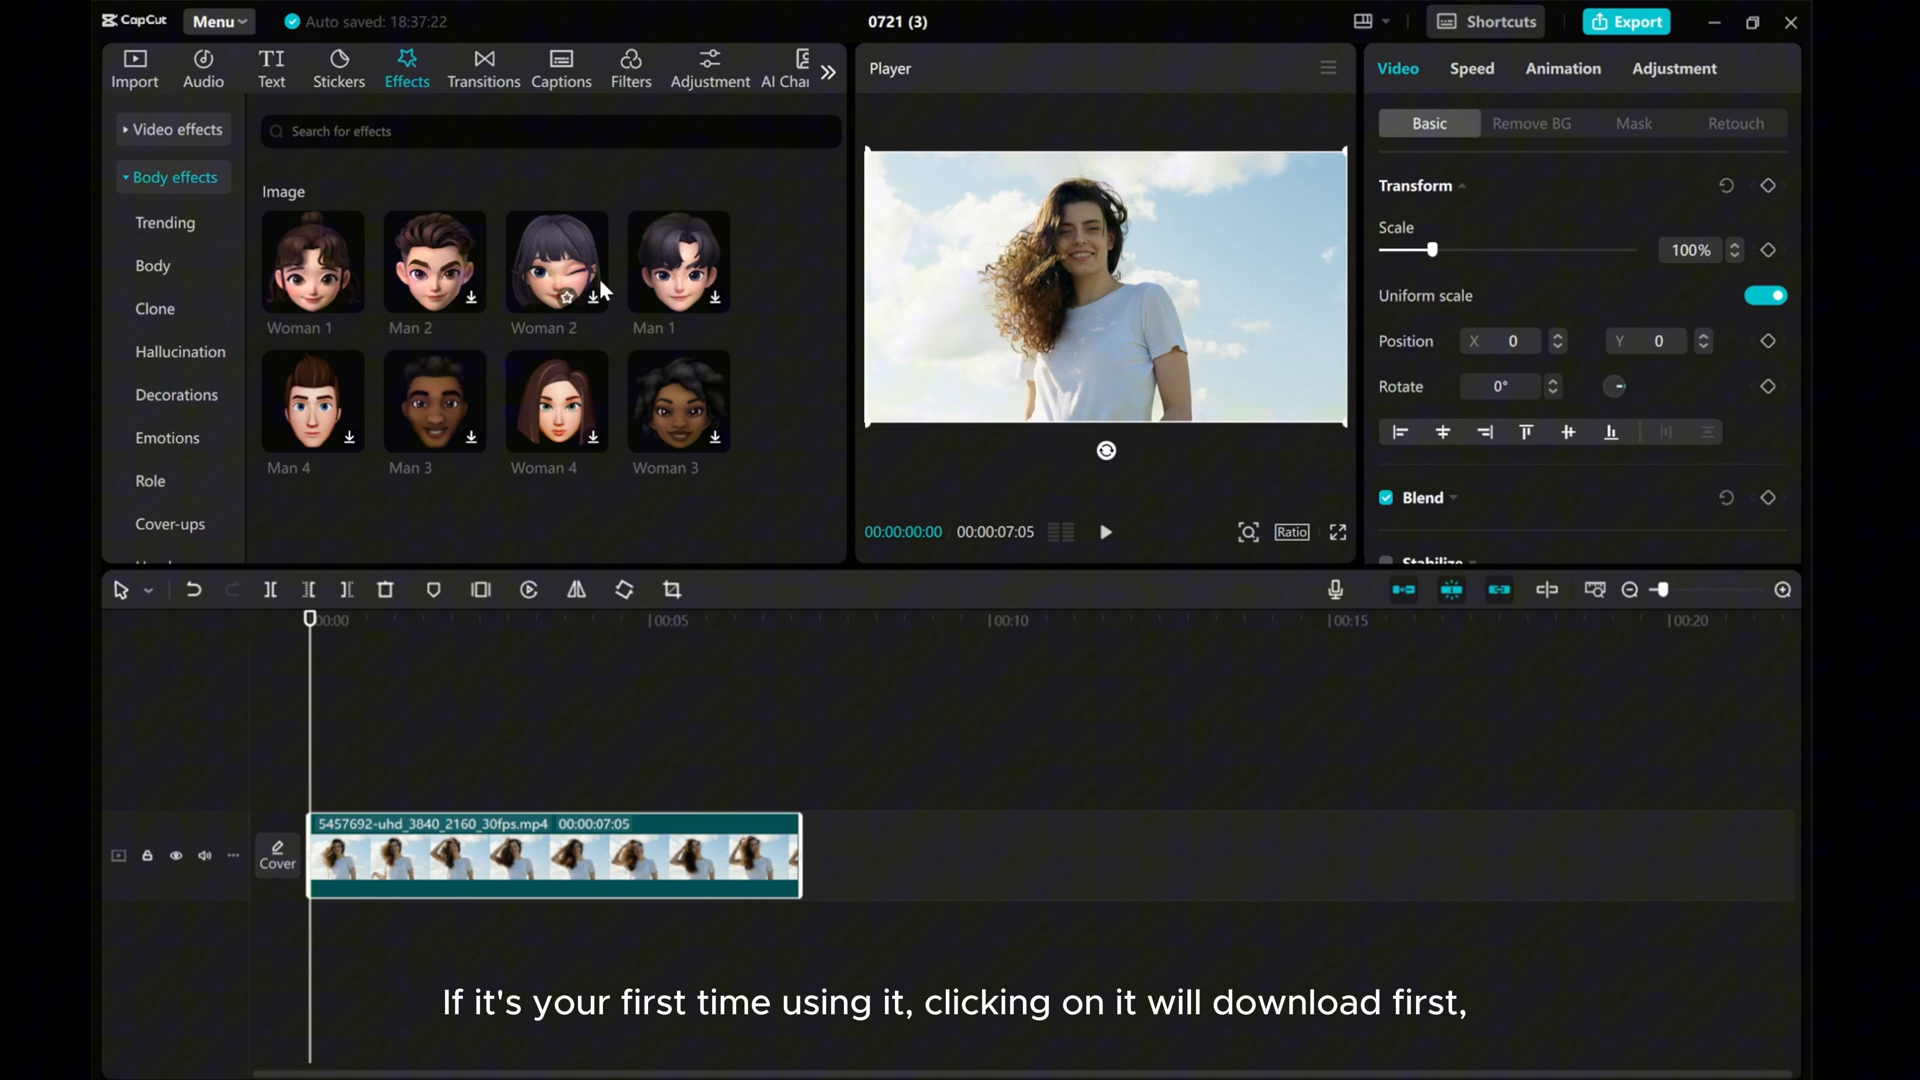 CapCut
Menu
Auto saved: 18:37:22
0721 (3)
Shortcuts
Export
Import
Audio
TI
Text
Stickers
Effects
Transitions
Captions
Filters
Adjustment
AI Char
Video effects
Body effects
Trending
Body
Clone
Hallucination
Decorations
Emotions
Role
Cover-ups
Search for effects
Image
Woman 1
Man 2
Woman 2
Man 1
Man 4
Man 3
Woman 4
Woman 3
Player
00:00:00:00
00:00:07:05
Ratio
Video
Speed
Animation
Adjustment
Basic
Remove BG
Mask
Retouch
Transform
Scale
100%
Uniform scale
Position X 0 Y 0
Rotate 0°
Blend
Stabilize
00:00
00:05
00:10
00:15
00:20
Cover
5457692-uhd_3840_2160_30fps.mp4 00:00:07:05
If it's your first time using it, clicking on it will download first,